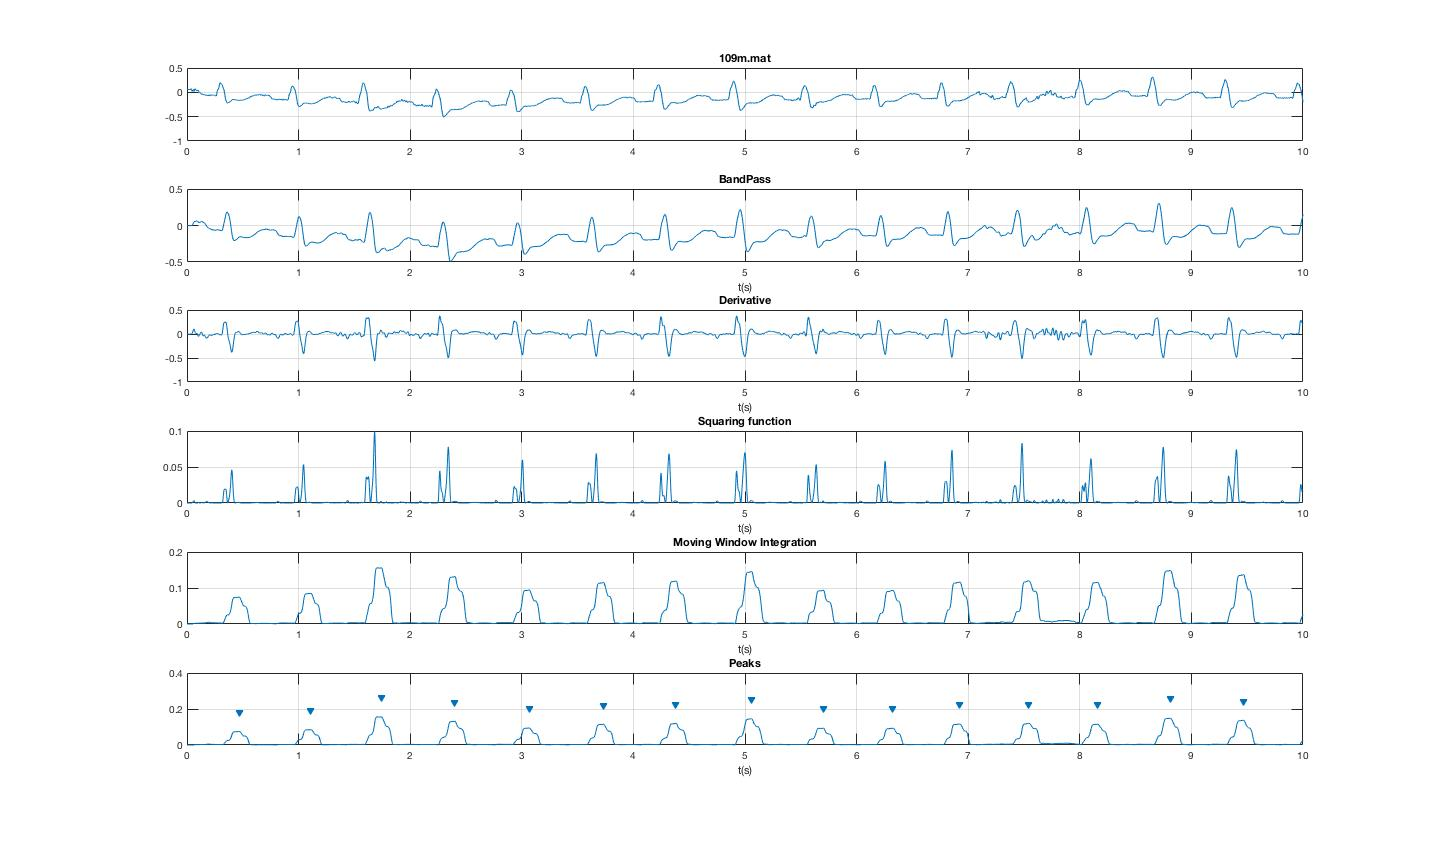 109m.mat
0.5
0
-0.5
-1
0 1 2 3 4 5 6 7 8 9 10
BandPass
0.5
0
-0.5
0 1 2 3 4 5 6 7 8 9 10
t(s)
Derivative
0.5
0
-0.5
-1
0 1 2 3 4 5 6 7 8 9 10
t(s)
Squaring function
0.1
0.05
0
0 1 2 3 4 5 6 7 8 9 10
t(s)
Moving Window Integration
0.2
0.1
0
0 1 2 3 4 5 6 7 8 9 10
t(s)
Peaks
0.4
0.2
0
0 1 2 3 4 5 6 7 8 9 10
t(s)